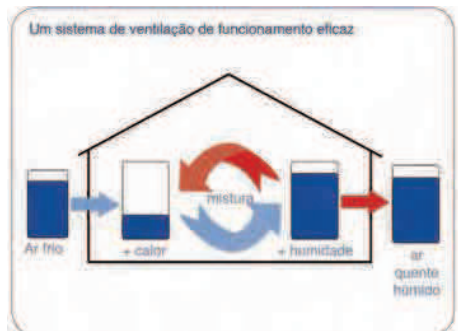 Um sistema de ventilação de funcionamento eficaz
mistura
Ar frio
+ calor
+ humidade
ar
quente
húmido